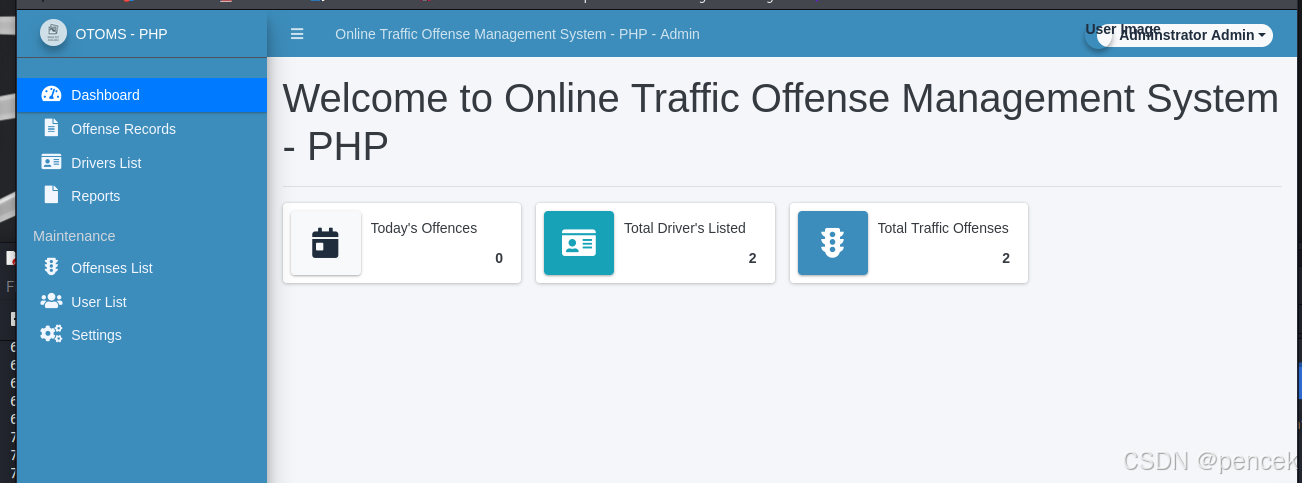 OTOMS - PHP
Online Traffic Offense Management System - PHP - Admin
User Image
Adminstrator Admin
Dashboard
Offense Records
Drivers List
Reports
Maintenance
Offenses List
User List
Settings
Welcome to Online Traffic Offense Management System
- PHP
Today's Offences
0
Total Driver's Listed
2
Total Traffic Offenses
2
CSDN @pencek